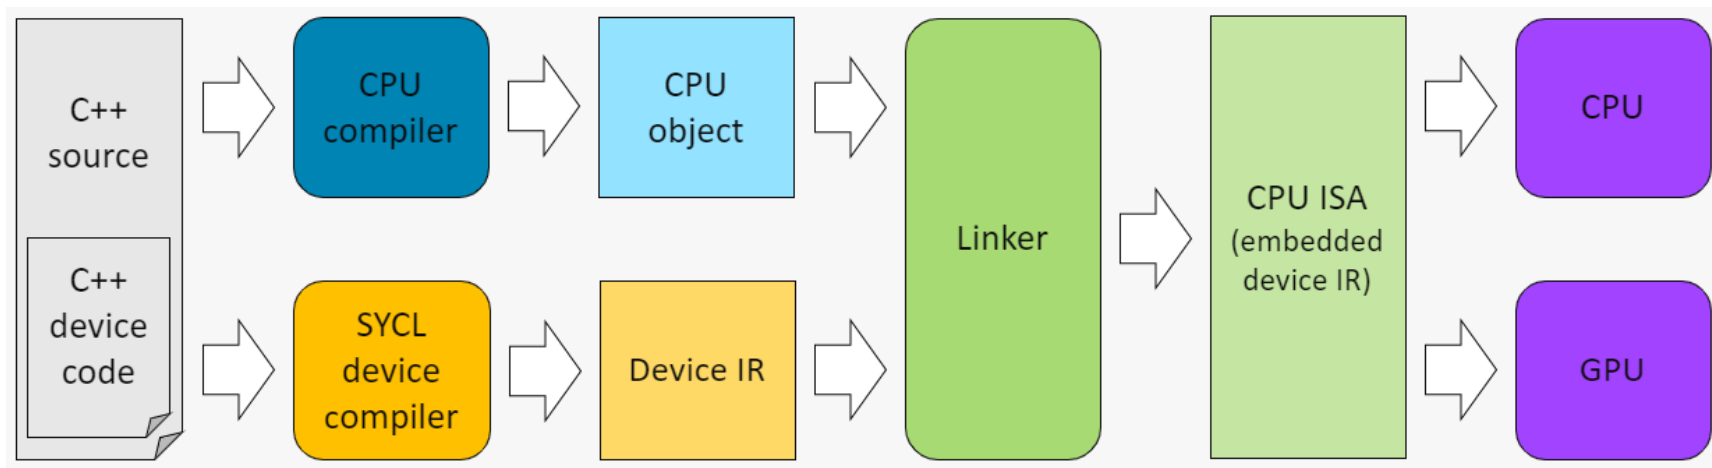 C++
source
C++
device
code
CPU
compiler
SYCL
device
compiler
CPU
object
Device IR
Linker
CPU ISA
(embedded
device IR)
CPU
GPU